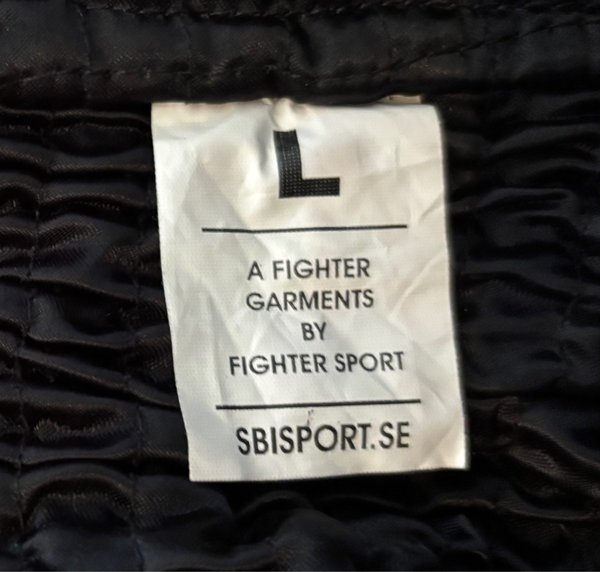 L
A FIGHTER
GARMENTS
BY
FIGHTER SPORT
SBISPORT.SE